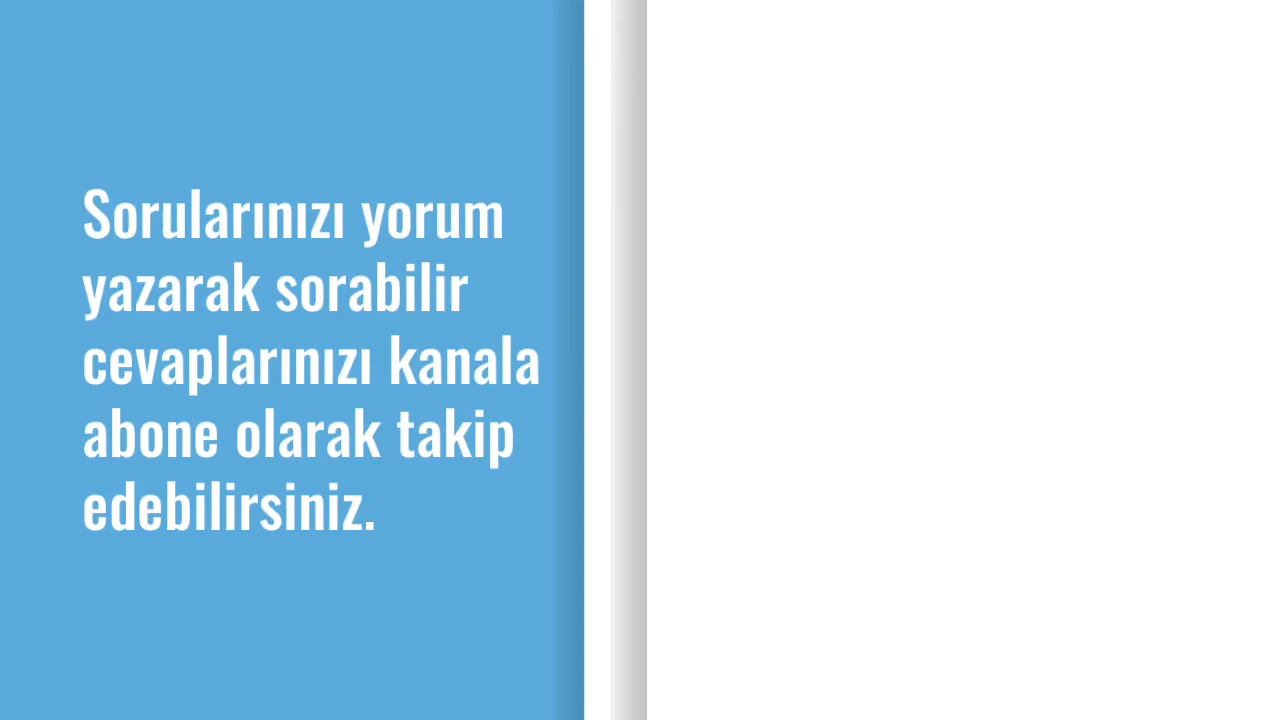 Sorularınızı yorum
yazarak sorabilir
cevaplarınızı kanala
abone olarak takip
edebilirsiniz.